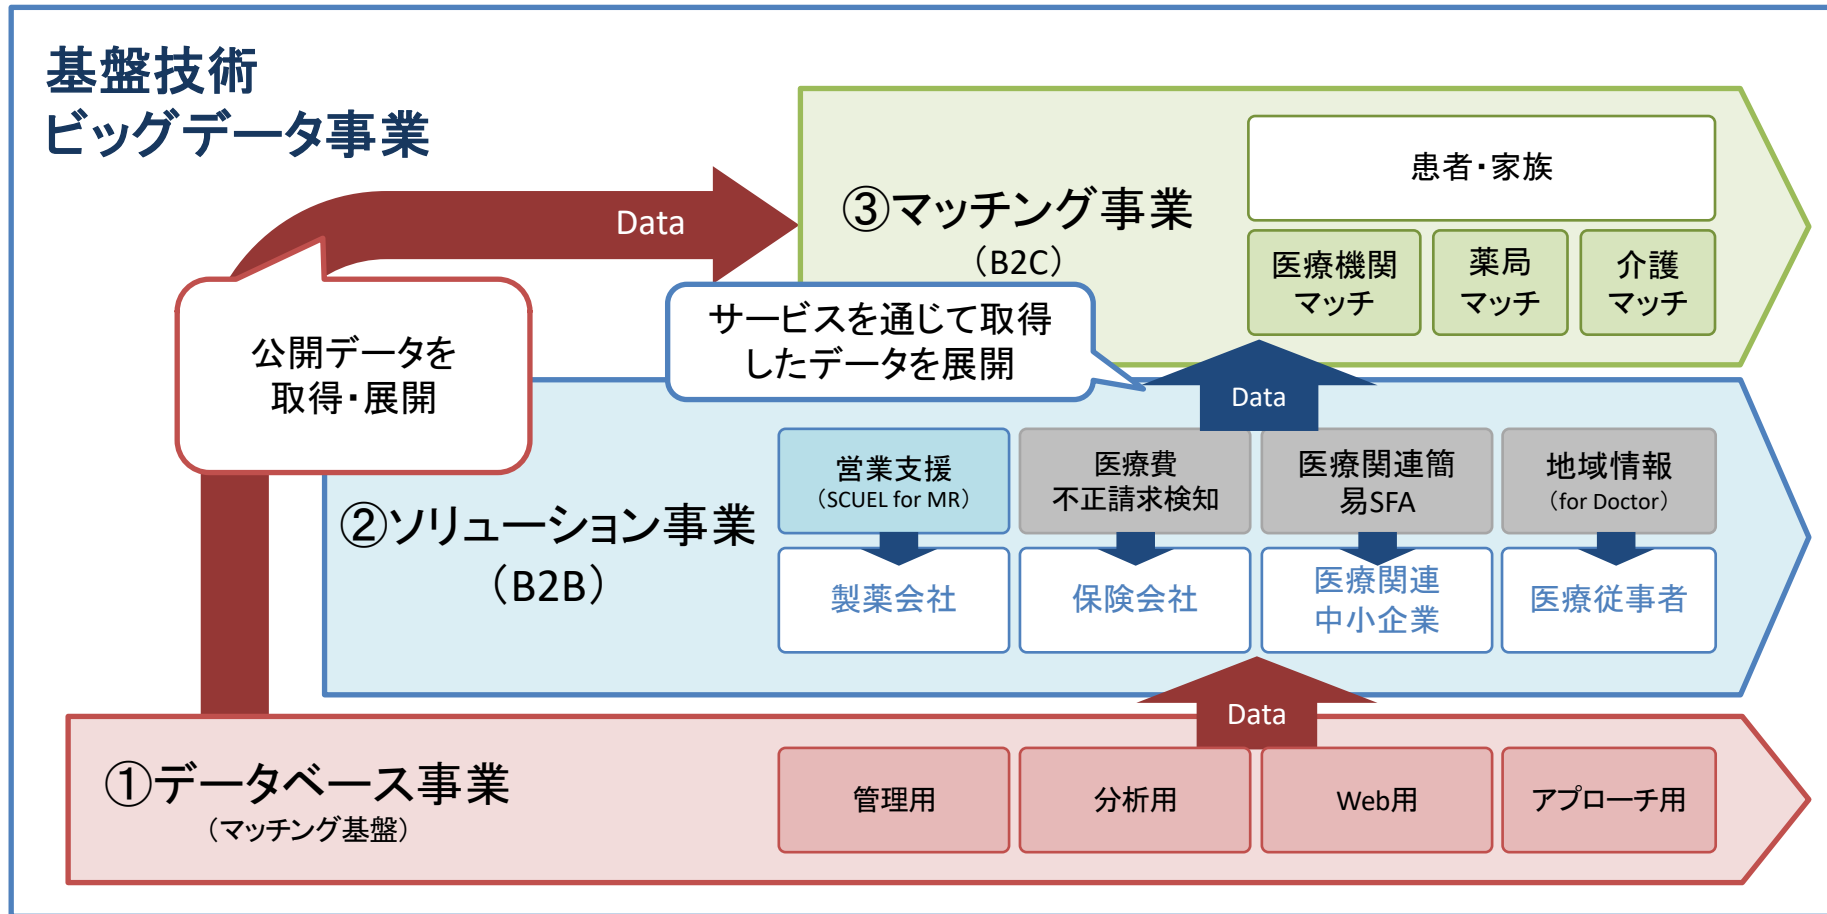 基盤技術
ビッグデータ事業
Data
③マッチング事業
（B2C）
患者・家族
医療機関
マッチ
薬局
マッチ
介護
マッチ
公開データを
取得・展開
サービスを通じて取得
したデータを展開
Data
②ソリューション事業
（B2B）
営業支援
（SCUEL for MR）
医療費
不正請求検知
医療関連簡
易SFA
地域情報
（for Doctor）
製薬会社
保険会社
医療関連
中小企業
医療従事者
Data
①データベース事業
（マッチング基盤）
管理用
分析用
Web用
アプローチ用